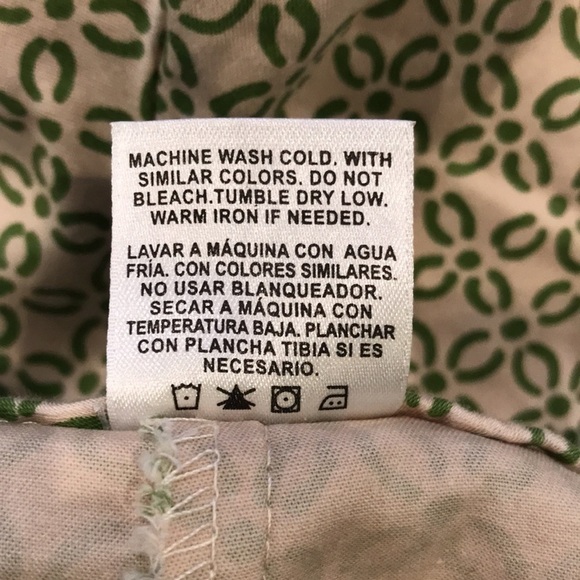 MACHINE WASH COLD. WITH
SIMILAR COLORS. DO NOT
BLEACH.TUMBLE DRY LOW.
WARM IRON IF NEEDED.
LAVAR A MÁQUINA CON AGUA
FRÍA. CON COLORES SIMILARES.
NO USAR BLANQUEADOR.
SECAR A MÁQUINA CON
TEMPERATURA BAJA. PLANCHAR
CON PLANCHA TIBIA SI ES
NECESARIO.